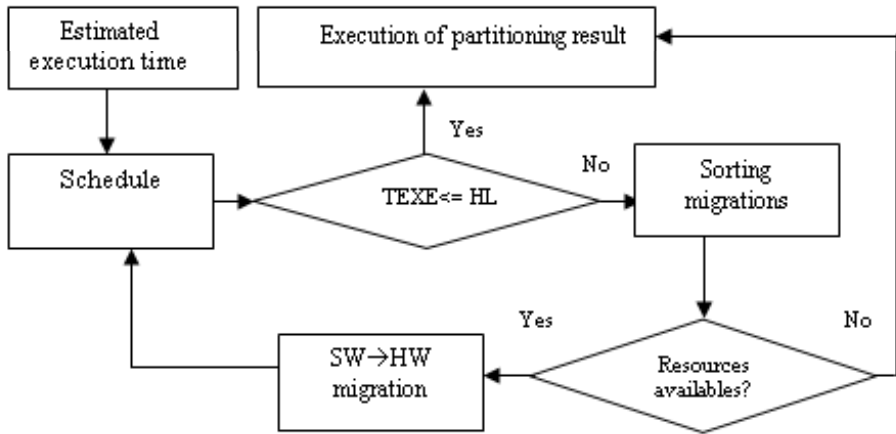 Estimated
execution time
Execution of partitioning result
Yes
Schedule
TEXE<= HL
No
Sorting
migrations
Yes
No
SW→HW
migration
Resources
availables?